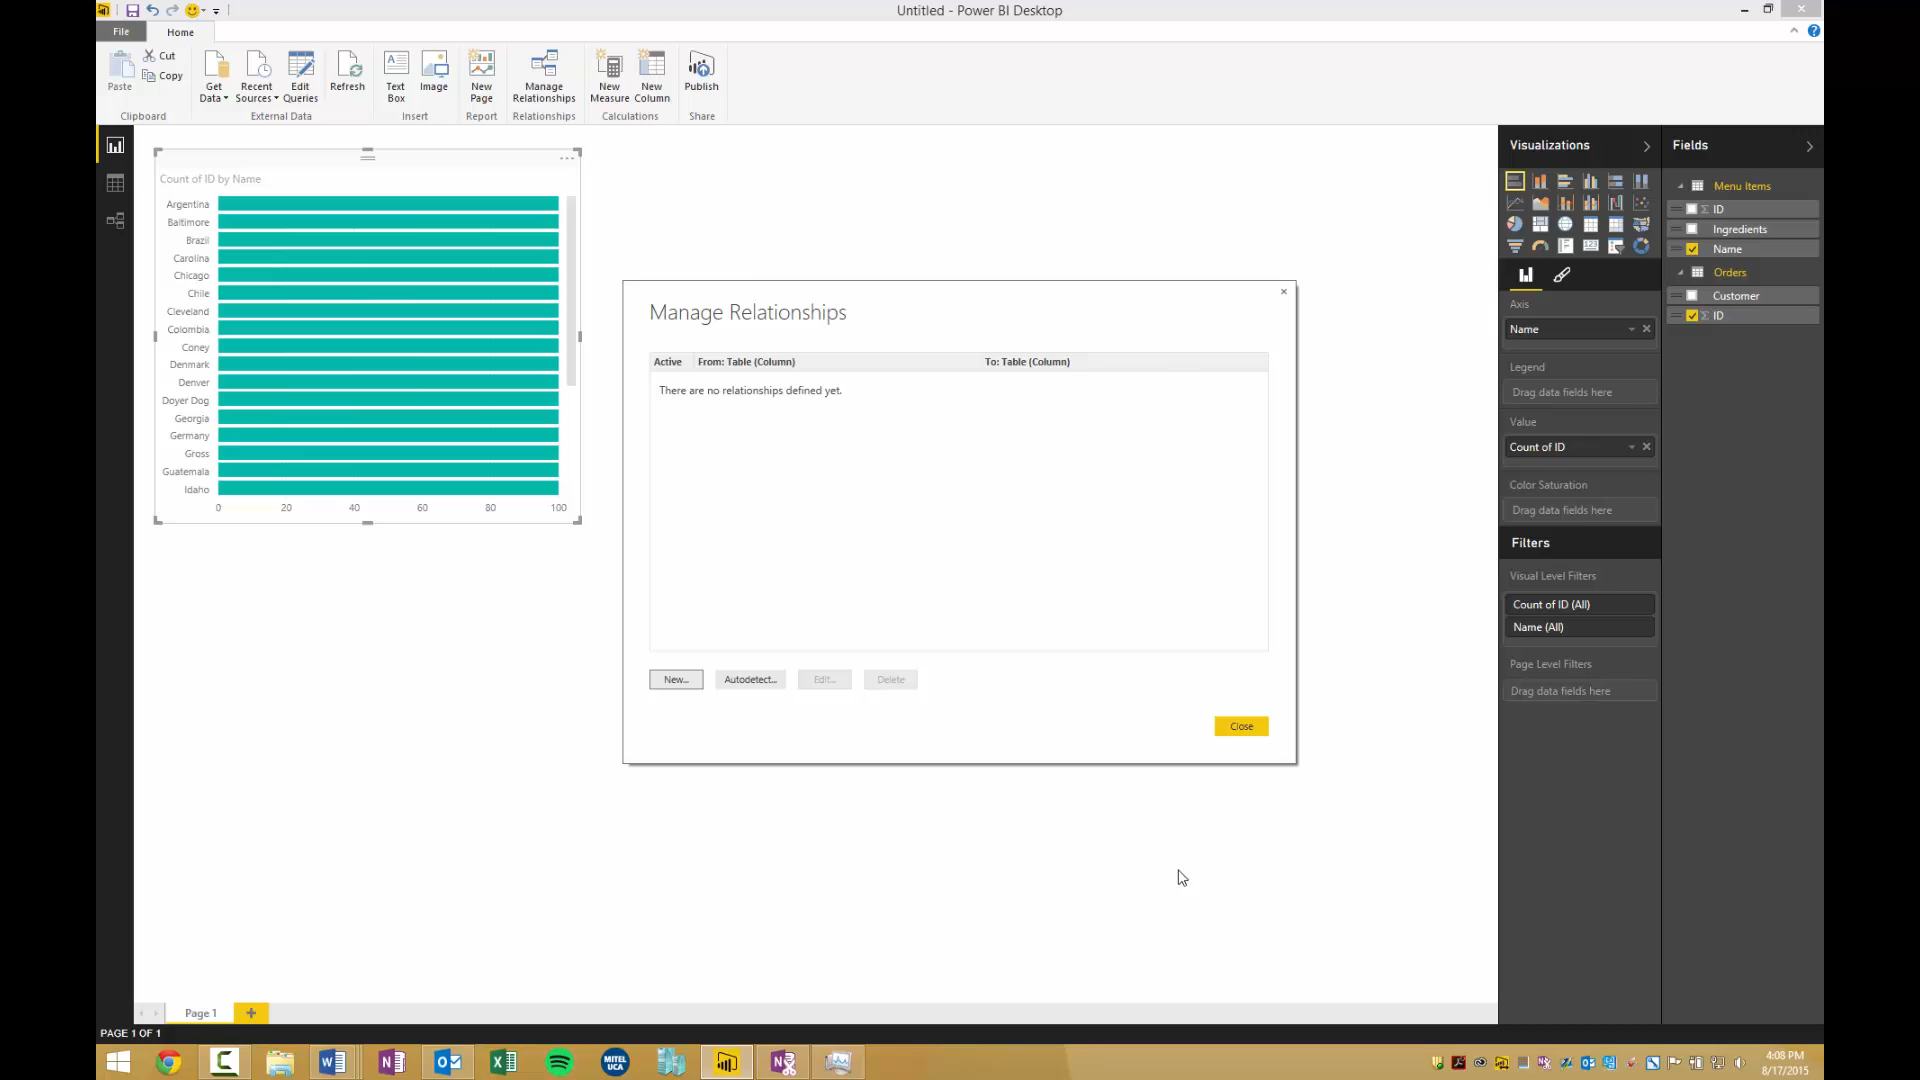 Untitled - Power BI Desktop
File
Home
Paste
Cut
Copy
Clipboard
Get Data
Recent Sources
Edit Queries
Refresh
External Data
Text Box
Image
Insert
New Page
Report
Manage Relationships
Relationships
New Measure
New Column
Calculations
Publish
Share
Count of ID by Name
Argentina
Baltimore
Brazil
Carolina
Chicago
Chile
Cleveland
Colombia
Coney
Denmark
Denver
Doyer Dog
Georgia
Germany
Gross
Guatemala
Idaho
0 20 40 60 80 100
Manage Relationships
Active From: Table (Column) To: Table (Column)
There are no relationships defined yet.
New... Autodetect... Edit... Delete
Close
Visualizations
Axis
Name
Legend
Drag data fields here
Value
Count of ID
Color Saturation
Drag data fields here
Filters
Visual Level Filters
Count of ID (All)
Name (All)
Page Level Filters
Drag data fields here
Fields
Menu Items
Σ ID
Ingredients
Name
Orders
Customer
Σ ID
Page 1
PAGE 1 OF 1
MITEL UCA
4:08 PM
8/17/2015